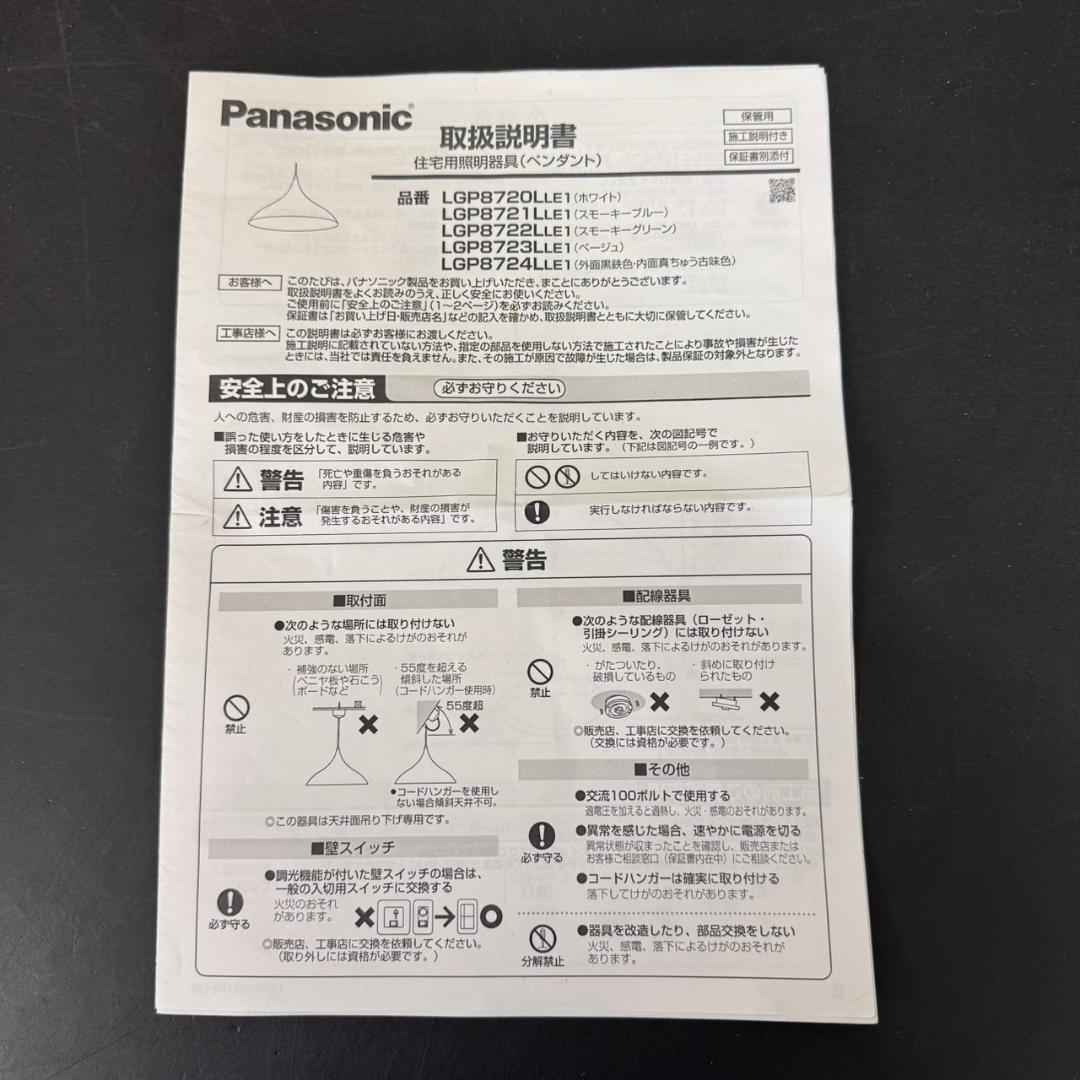 Panasonic®
取扱説明書
住宅用照明器具(ペンダント)
保管用
施工説明付き
保証書別添付
品番 LGP8720LLE1(ホワイト)
LGP8721LLE1(スモーキーブルー)
LGP8722LLE1(スモーキーグリーン)
LGP8723LLE1(ベージュ)
LGP8724LLE1(外面黒鉄色・内面真ちゅう古味色)
お客様へ このたびは、パナソニック製品をお買い上げいただき、まことにありがとうございます。
取扱説明書をよくお読みのうえ、正しく安全にお使いください。
ご使用前に「安全上のご注意」(1～2ページ)を必ずお読みください。
保証書は「お買い上げ日・販売店名」などの記入を確かめ、取扱説明書とともに大切に保管してください。
工事店様へ この説明書は必ずお客様にお渡しください。
施工説明に記載されていない方法や、指定の部品を使用しない方法で施工されたことにより事故や損害が生じた
ときには、当社では責任を負えません。また、その施工が原因で故障が生じた場合は、製品保証の対象外となります。
安全上のご注意 必ずお守りください
人への危害、財産の損害を防止するため、必ずお守りいただくことを説明しています。
■誤った使い方をしたときに生じる危害や
損害の程度を区分して、説明しています。
警告 「死亡や重傷を負うおそれがある
内容」です。
注意 「傷害を負うことや、財産の損害が
発生するおそれがある内容」です。
■お守りいただく内容を、次の図記号で
説明しています。(下記は図記号の一例です。)
してはいけない内容です。
実行しなければならない内容です。
警告
■取付面
●次のような場所には取り付けない
火災、感電、落下によるけがのおそれが
あります。
・補強のない場所
(ベニヤ板や石こう
ボードなど)
・55度を超える
傾斜した場所
(コードハンガー使用時)
55度超
禁止
●コードハンガーを使用し
ない場合傾斜天井不可。
◎この器具は天井面吊り下げ専用です。
■壁スイッチ
●調光機能が付いた壁スイッチの場合は、
一般の入切用スイッチに交換する
火災のおそれ
があります。
必ず守る
◎販売店、工事店に交換を依頼してください。
(取り外しには資格が必要です。)
■配線器具
●次のような配線器具(ローゼット・
引掛シーリング)には取り付けない
火災、感電、落下によるけがのおそれがあります。
・がたついたり、
破損しているもの
・斜めに取り付け
られたもの
禁止
◎販売店、工事店に交換を依頼してください。
(交換には資格が必要です。)
■その他
●交流100ボルトで使用する
過電圧を加えると過熱し、火災・感電のおそれがあります。
●異常を感じた場合、速やかに電源を切る
異常状態が収まったことを確認し、販売店または
お客様ご相談窓口(保証書内在中)にご相談ください。
必ず守る
●コードハンガーは確実に取り付ける
落下してけがのおそれがあります。
●器具を改造したり、部品交換をしない
火災、感電、落下によるけがのおそれが
あります。
分解禁止